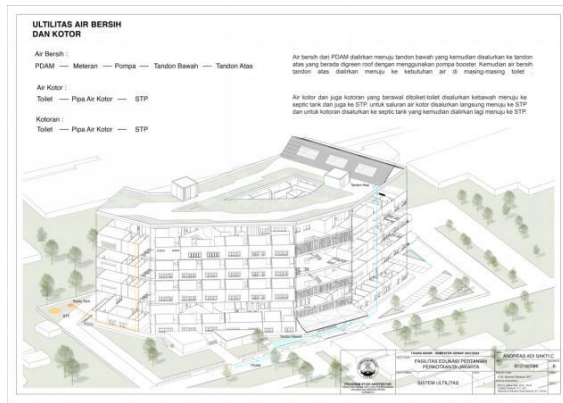 ULTILITAS AIR BERSIH
DAN KOTOR
Air Bersih :
PDAM — Meteran — Pompa — Tandon Bawah — Tandon Atas
Air Kotor :
Toilet — Pipa Air Kotor — STP
Kotoran :
Toilet — Pipa Air Kotor — STP
Air bersih dari PDAM dialirkan menuju tandon bawah yang kemudian disalurkan ke tandon
atas yang berada digreen roof dengan menggunakan pompa booster. Kemudian air bersih
tandon atas dialirkan menuju ke kebutuhan air di masing-masing toilet .
Air kotor dan juga kotoran yang berawal ditoilet-toilet disalurkan kebawah menuju ke
septic tank dan juga ke STP. untuk saluran air kotor disalurkan langsung menuju ke STP
dan untuk kotoran disalurkan ke septic tank yang kemudian dialirkan lagi menuju ke STP.
Tandon Atas
Septic Tank
STP
Tandon Bawah
PDAM
PROGRAM STUDI ARSITEKTUR
FASILITAS EDUKASI PERTANIAN
PERKOTAAN DI JAKARTA
SISTEM ULTILITAS
ANDREAS ADI SAKTI C